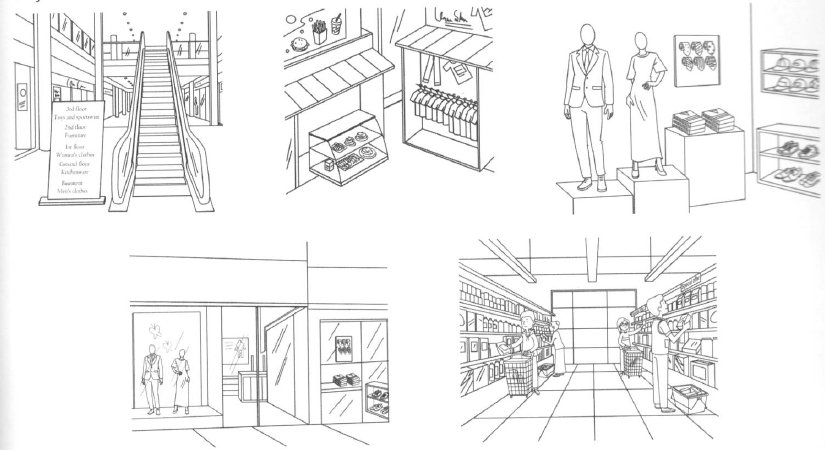 3rd floor
Toys and sportswear
2nd floor
Furniture
1st floor
Women's clothes
Ground floor
Kitchenware
Basement
Men's clothes